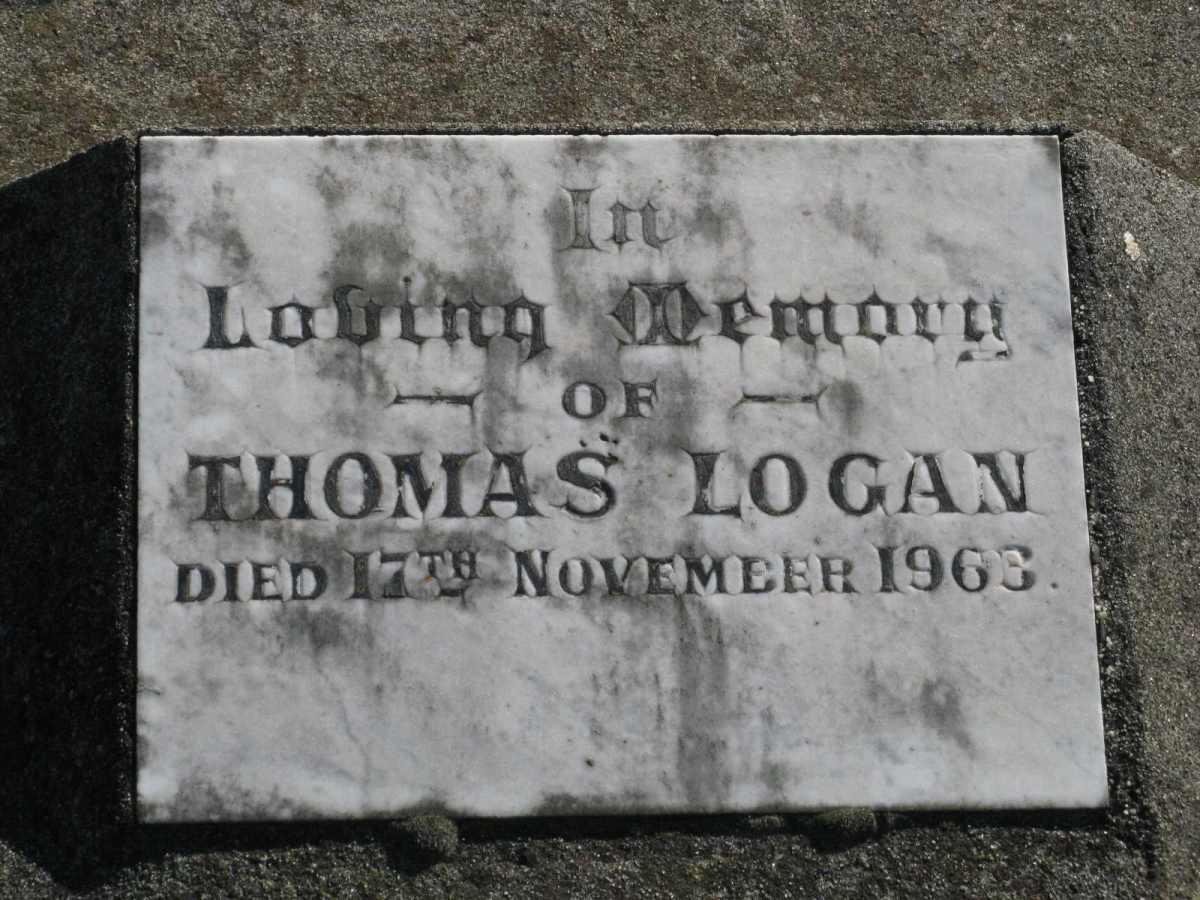 In
Loving Memory
— OF —
THOMAS LOGAN
DIED 17TH NOVEMBER 1963.